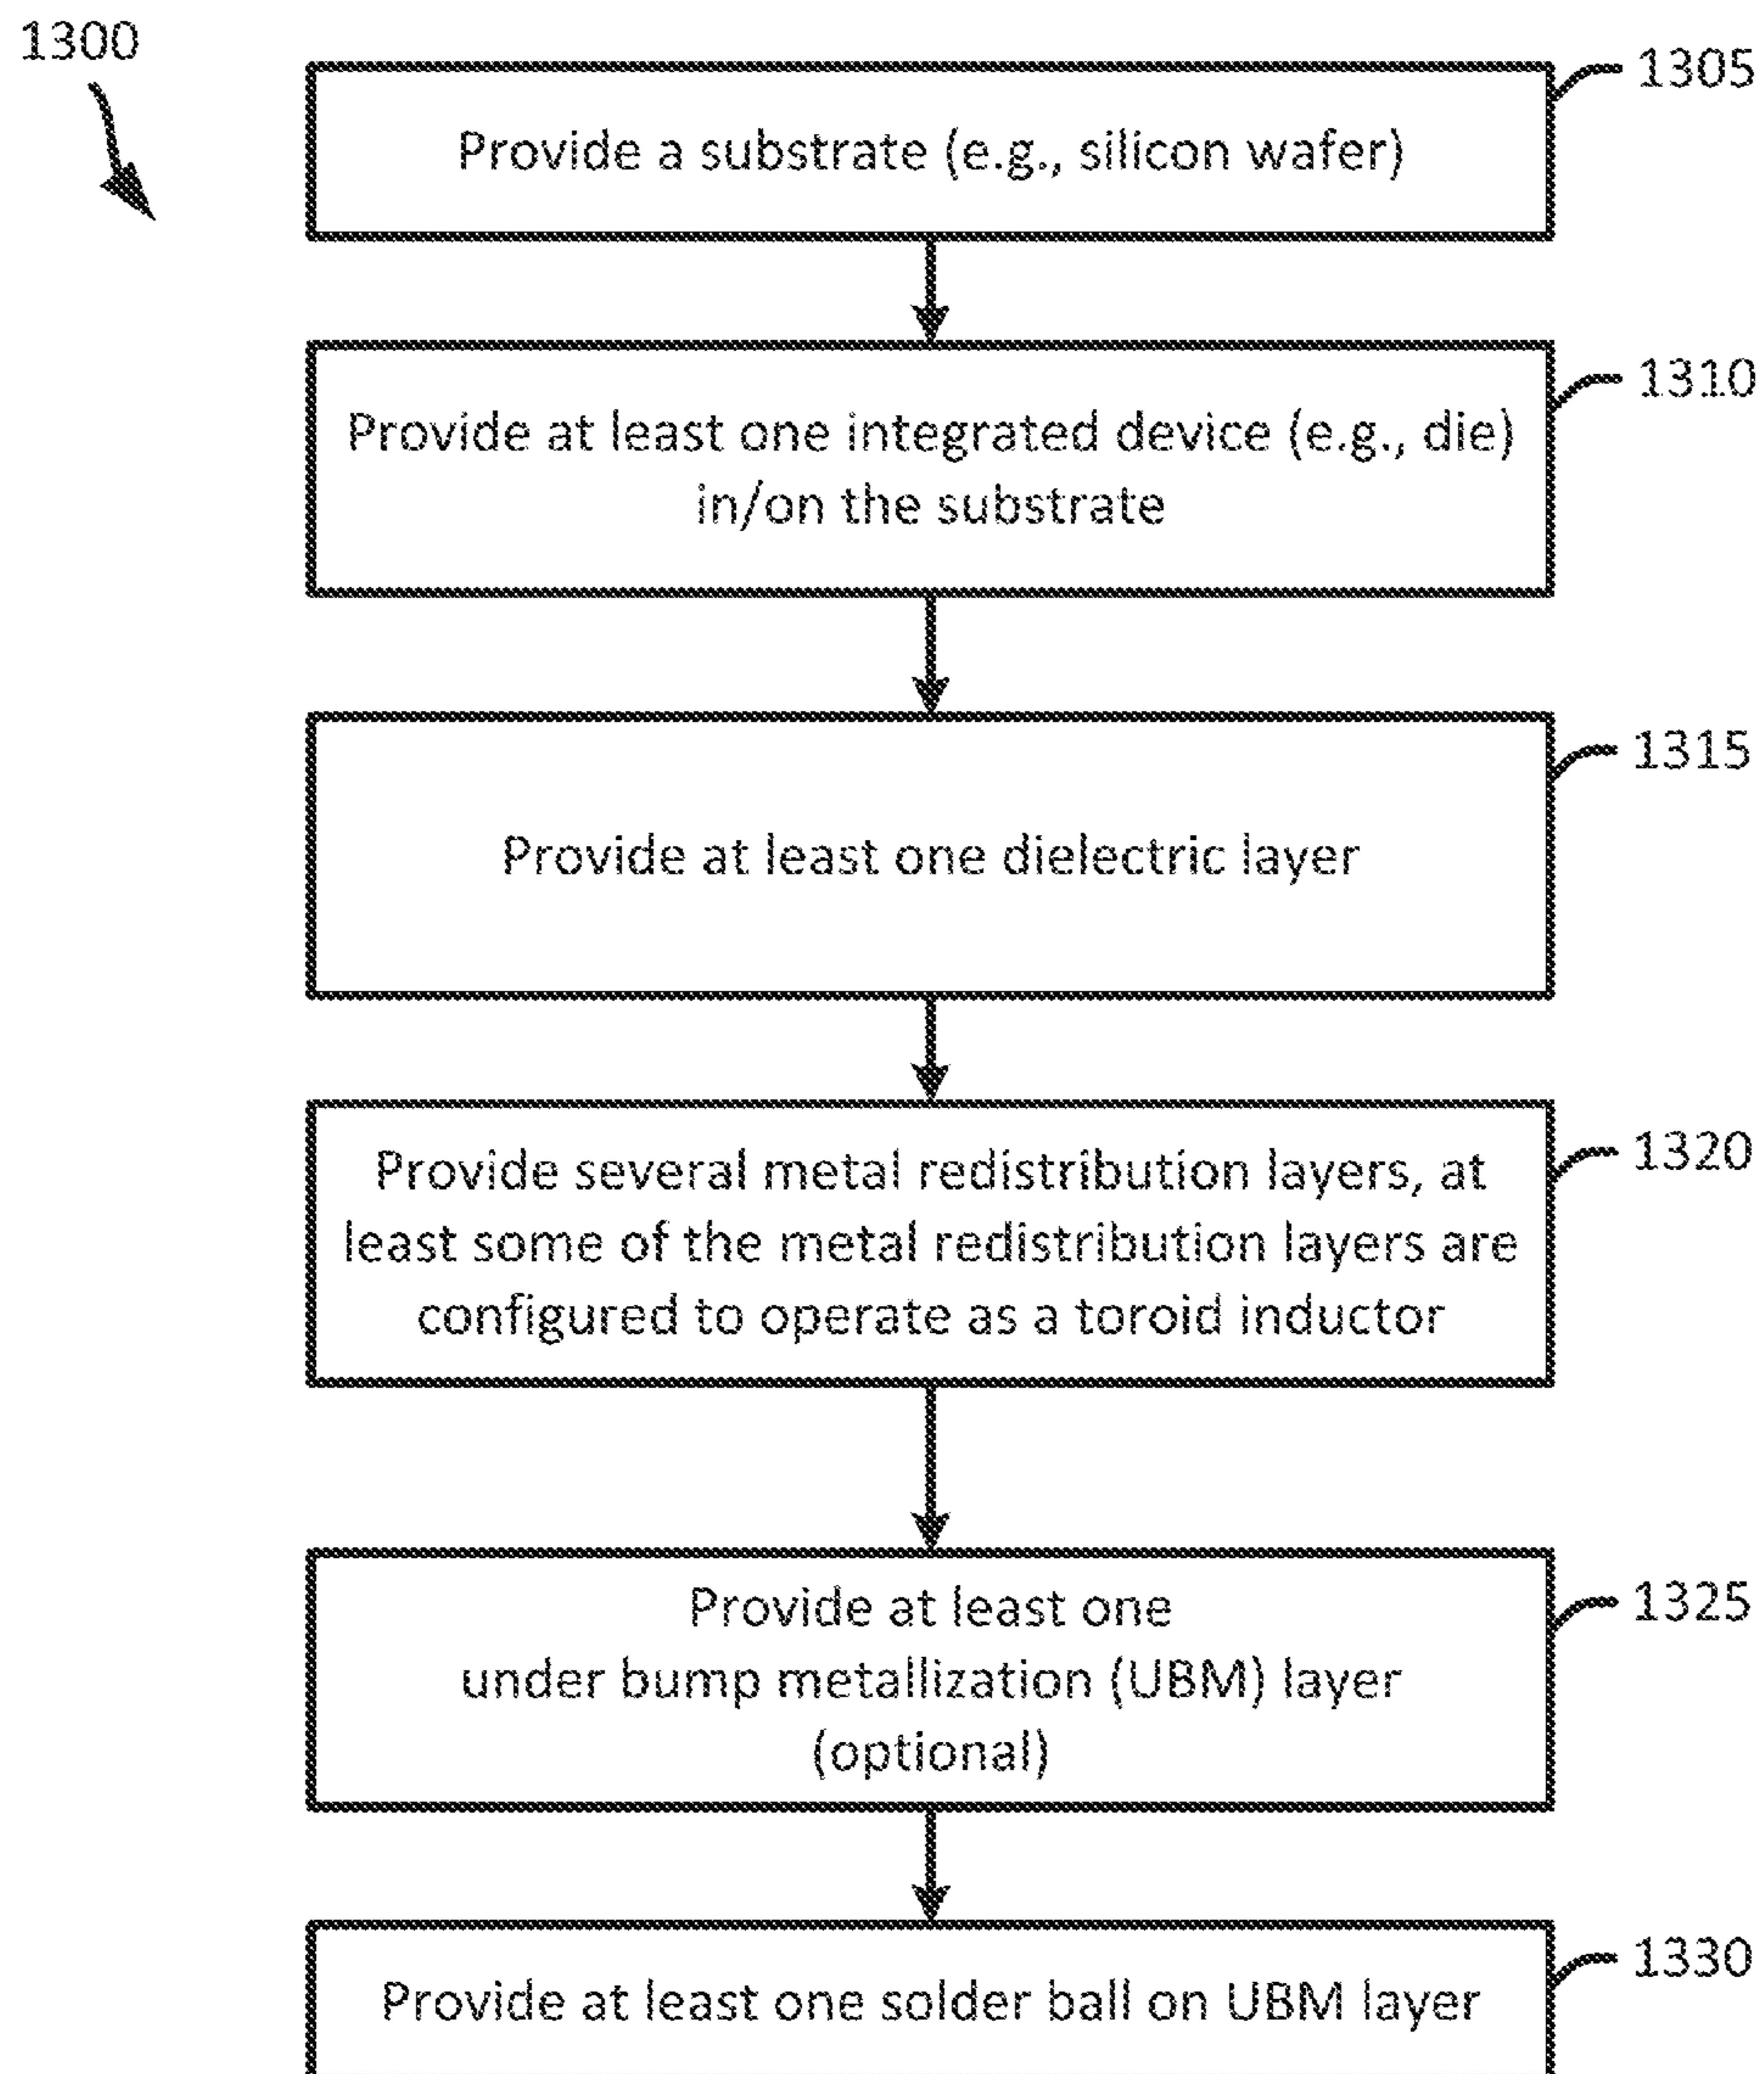 1300
1305
Provide a substrate (e.g., silicon wafer)
1310
Provide at least one integrated device (e.g., die)
in/on the substrate
1315
Provide at least one dielectric layer
1320
Provide several metal redistribution layers, at
least some of the metal redistribution layers are
configured to operate as a toroid inductor
1325
Provide at least one
under bump metallization (UBM) layer
(optional)
1330
Provide at least one solder ball on UBM layer